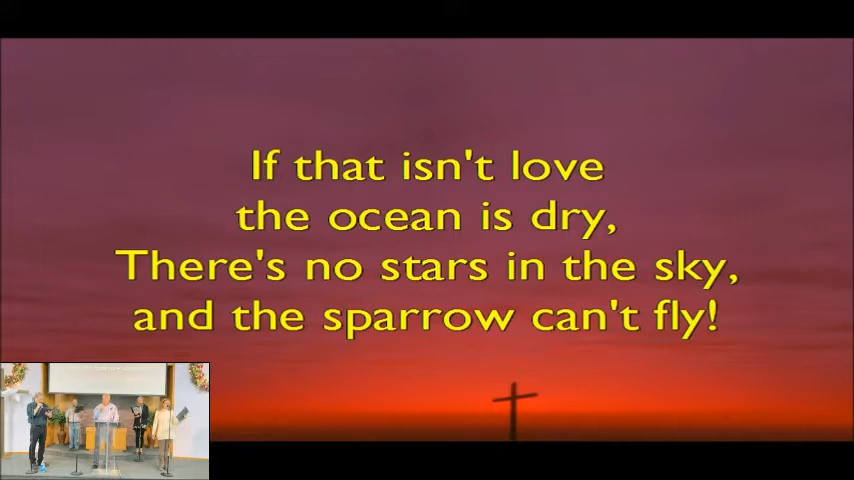 If that isn't love
the ocean is dry,
There's no stars in the sky,
and the sparrow can't fly!